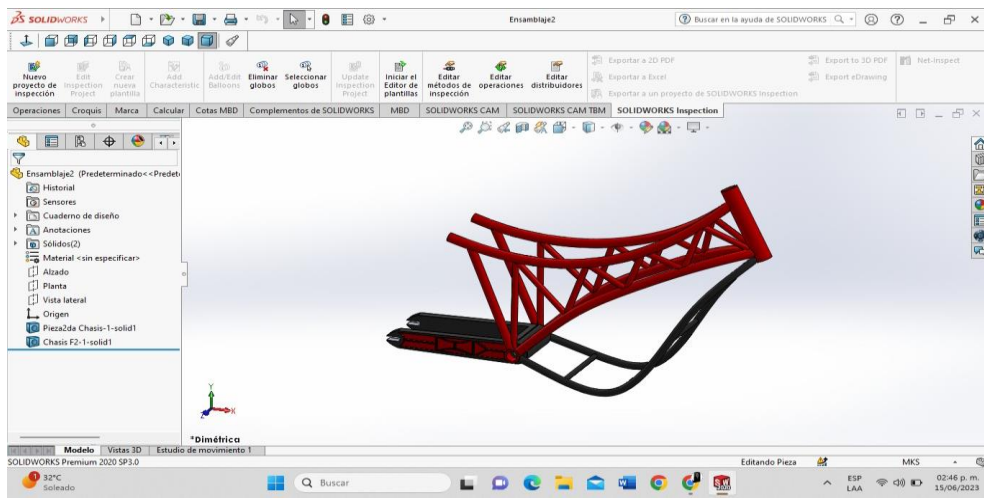 SOLIDWORKS
Ensamblaje2
Buscar en la ayuda de SOLIDWORKS
Nuevo proyecto de inspección
Edit Inspection Project
Crear nueva plantilla
Add Characteristic
Add/Edit Balloons
Eliminar globos
Seleccionar globos
Update Inspection Project
Iniciar el Editor de plantillas
Editar métodos de inspección
Editar operaciones
Editar distribuidores
Exportar a 2D PDF
Exportar a Excel
Exportar a un proyecto de SOLIDWORKS Inspection
Export to 3D PDF
Export eDrawing
Net-Inspect
Operaciones Croquis Marca Calcular Cotas MBD Complementos de SOLIDWORKS MBD SOLIDWORKS CAM SOLIDWORKS CAM TBM SOLIDWORKS Inspection
Ensamblaje2 (Predeterminado<<Predet
Historial
Sensores
Cuaderno de diseño
Anotaciones
Sólidos(2)
Material <sin especificar>
Alzado
Planta
Vista lateral
Origen
Pieza2da Chasis-1-solid1
Chasis F2-1-solid1
Y
X
Z
*Dimétrica
Modelo Vistas 3D Estudio de movimiento 1
SOLIDWORKS Premium 2020 SP3.0
Editando Pieza
MKS
1
32°C
Soleado
Buscar
ESP
LAA
02:46 p. m.
15/06/2023